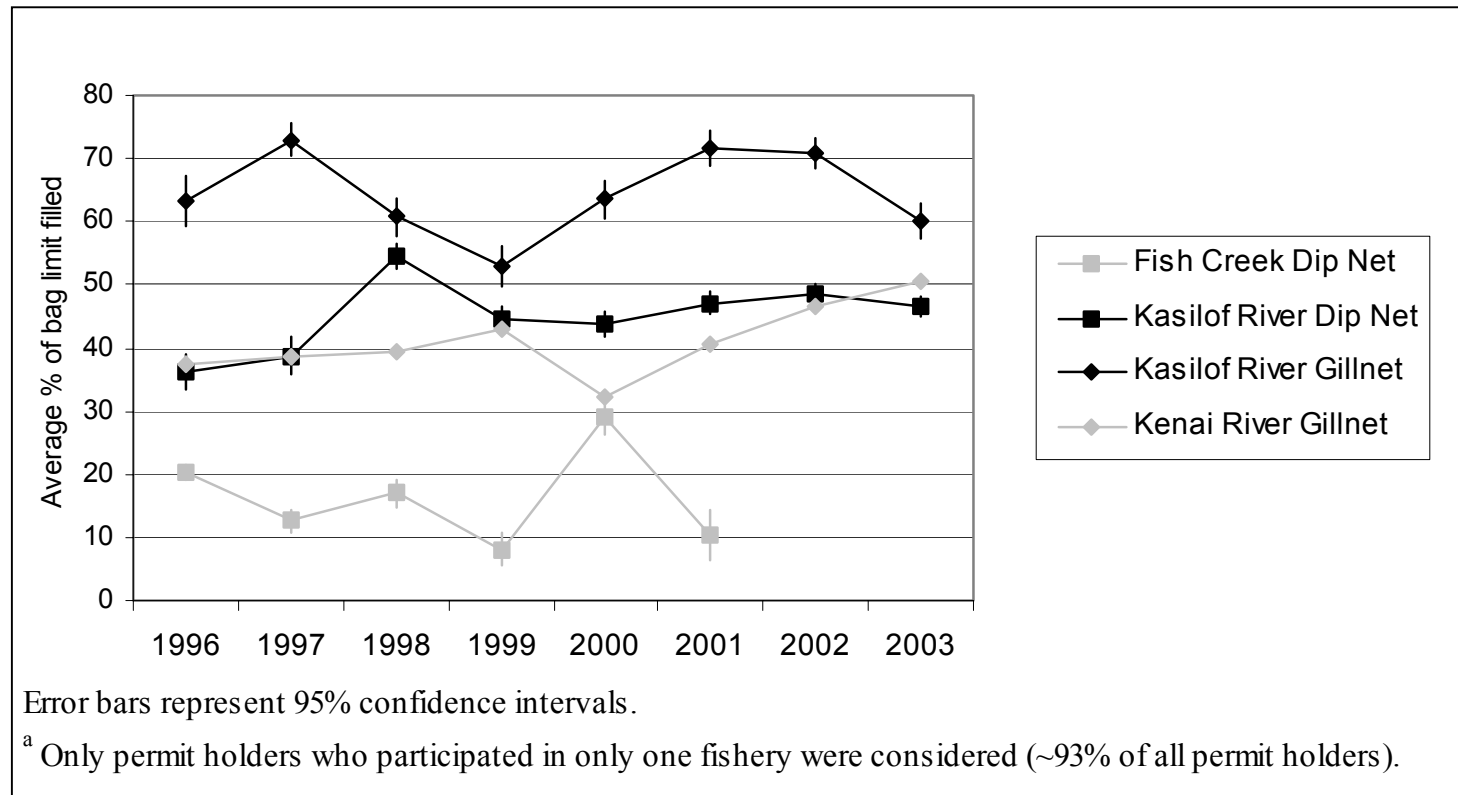 80
70
60
50
40
30
20
10
0
Average % of bag limit filled
1996 1997 1998 1999 2000 2001 2002 2003
Fish Creek Dip Net
Kasilof River Dip Net
Kasilof River Gillnet
Kenai River Gillnet
Error bars represent 95% confidence intervals.
a Only permit holders who participated in only one fishery were considered (~93% of all permit holders).